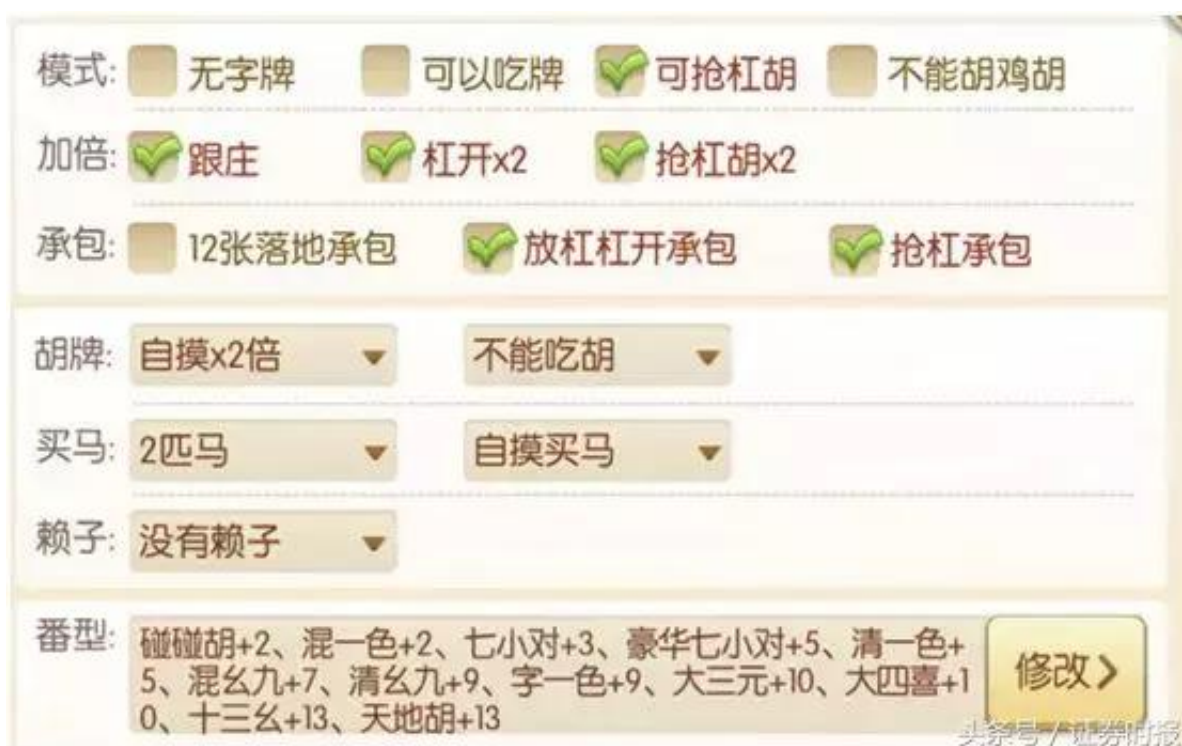 模式: 无字牌 可以吃牌 可抢杠胡 不能胡鸡胡
加倍: 跟庄 杠开x2 抢杠胡x2
承包: 12张落地承包 放杠杠开承包 抢杠承包
胡牌: 自摸x2倍 不能吃胡
买马: 2匹马 自摸买马
赖子: 没有赖子
番型: 碰碰胡+2、混一色+2、七小对+3、豪华七小对+5、清一色+
5、混幺九+7、清幺九+9、字一色+9、大三元+10、大四喜+1
0、十三幺+13、天地胡+13
修改
头条号 / 证券时报